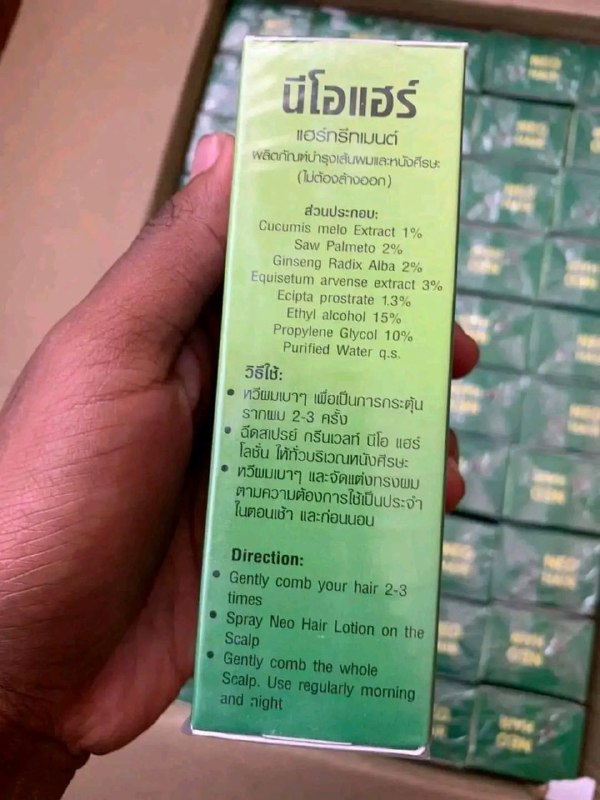 นีโอแฮร์
แฮร์ทรีทเมนต์
ผลิตภัณฑ์บำรุงเส้นผมและหนังศีรษะ
(ไม่ต้องล้างออก)
ส่วนประกอบ:
Cucumis melo Extract 1%
Saw Palmeto 2%
Ginseng Radix Alba 2%
Equisetum arvense extract 3%
Ecipta prostrate 1.3%
Ethyl alcohol 15%
Propylene Glycol 10%
Purified Water q.s.
วิธีใช้:
• หวีผมเบาๆ เพื่อเป็นการกระตุ้น
รากผม 2-3 ครั้ง
• ฉีดสเปรย์ กรีนเวลท์ นีโอ แฮร์
โลชั่น ให้ทั่วบริเวณหนังศีรษะ
• หวีผมเบาๆ และจัดแต่งทรงผม
ตามความต้องการใช้เป็นประจำ
ในตอนเช้า และก่อนนอน
Direction:
• Gently comb your hair 2-3
times
• Spray Neo Hair Lotion on the
Scalp
• Gently comb the whole
Scalp. Use regularly morning
and night